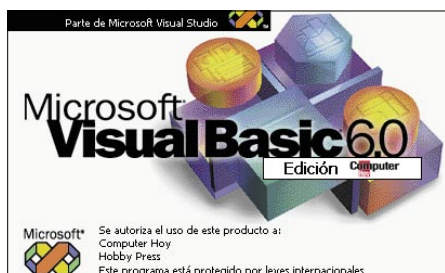 Parte de Microsoft Visual Studio
Microsoft
Visual Basic 6.0
Edición Computer
Microsoft
Se autoriza el uso de este producto a:
Computer Hoy
Hobby Press
Este programa está protegido por leyes internacionales